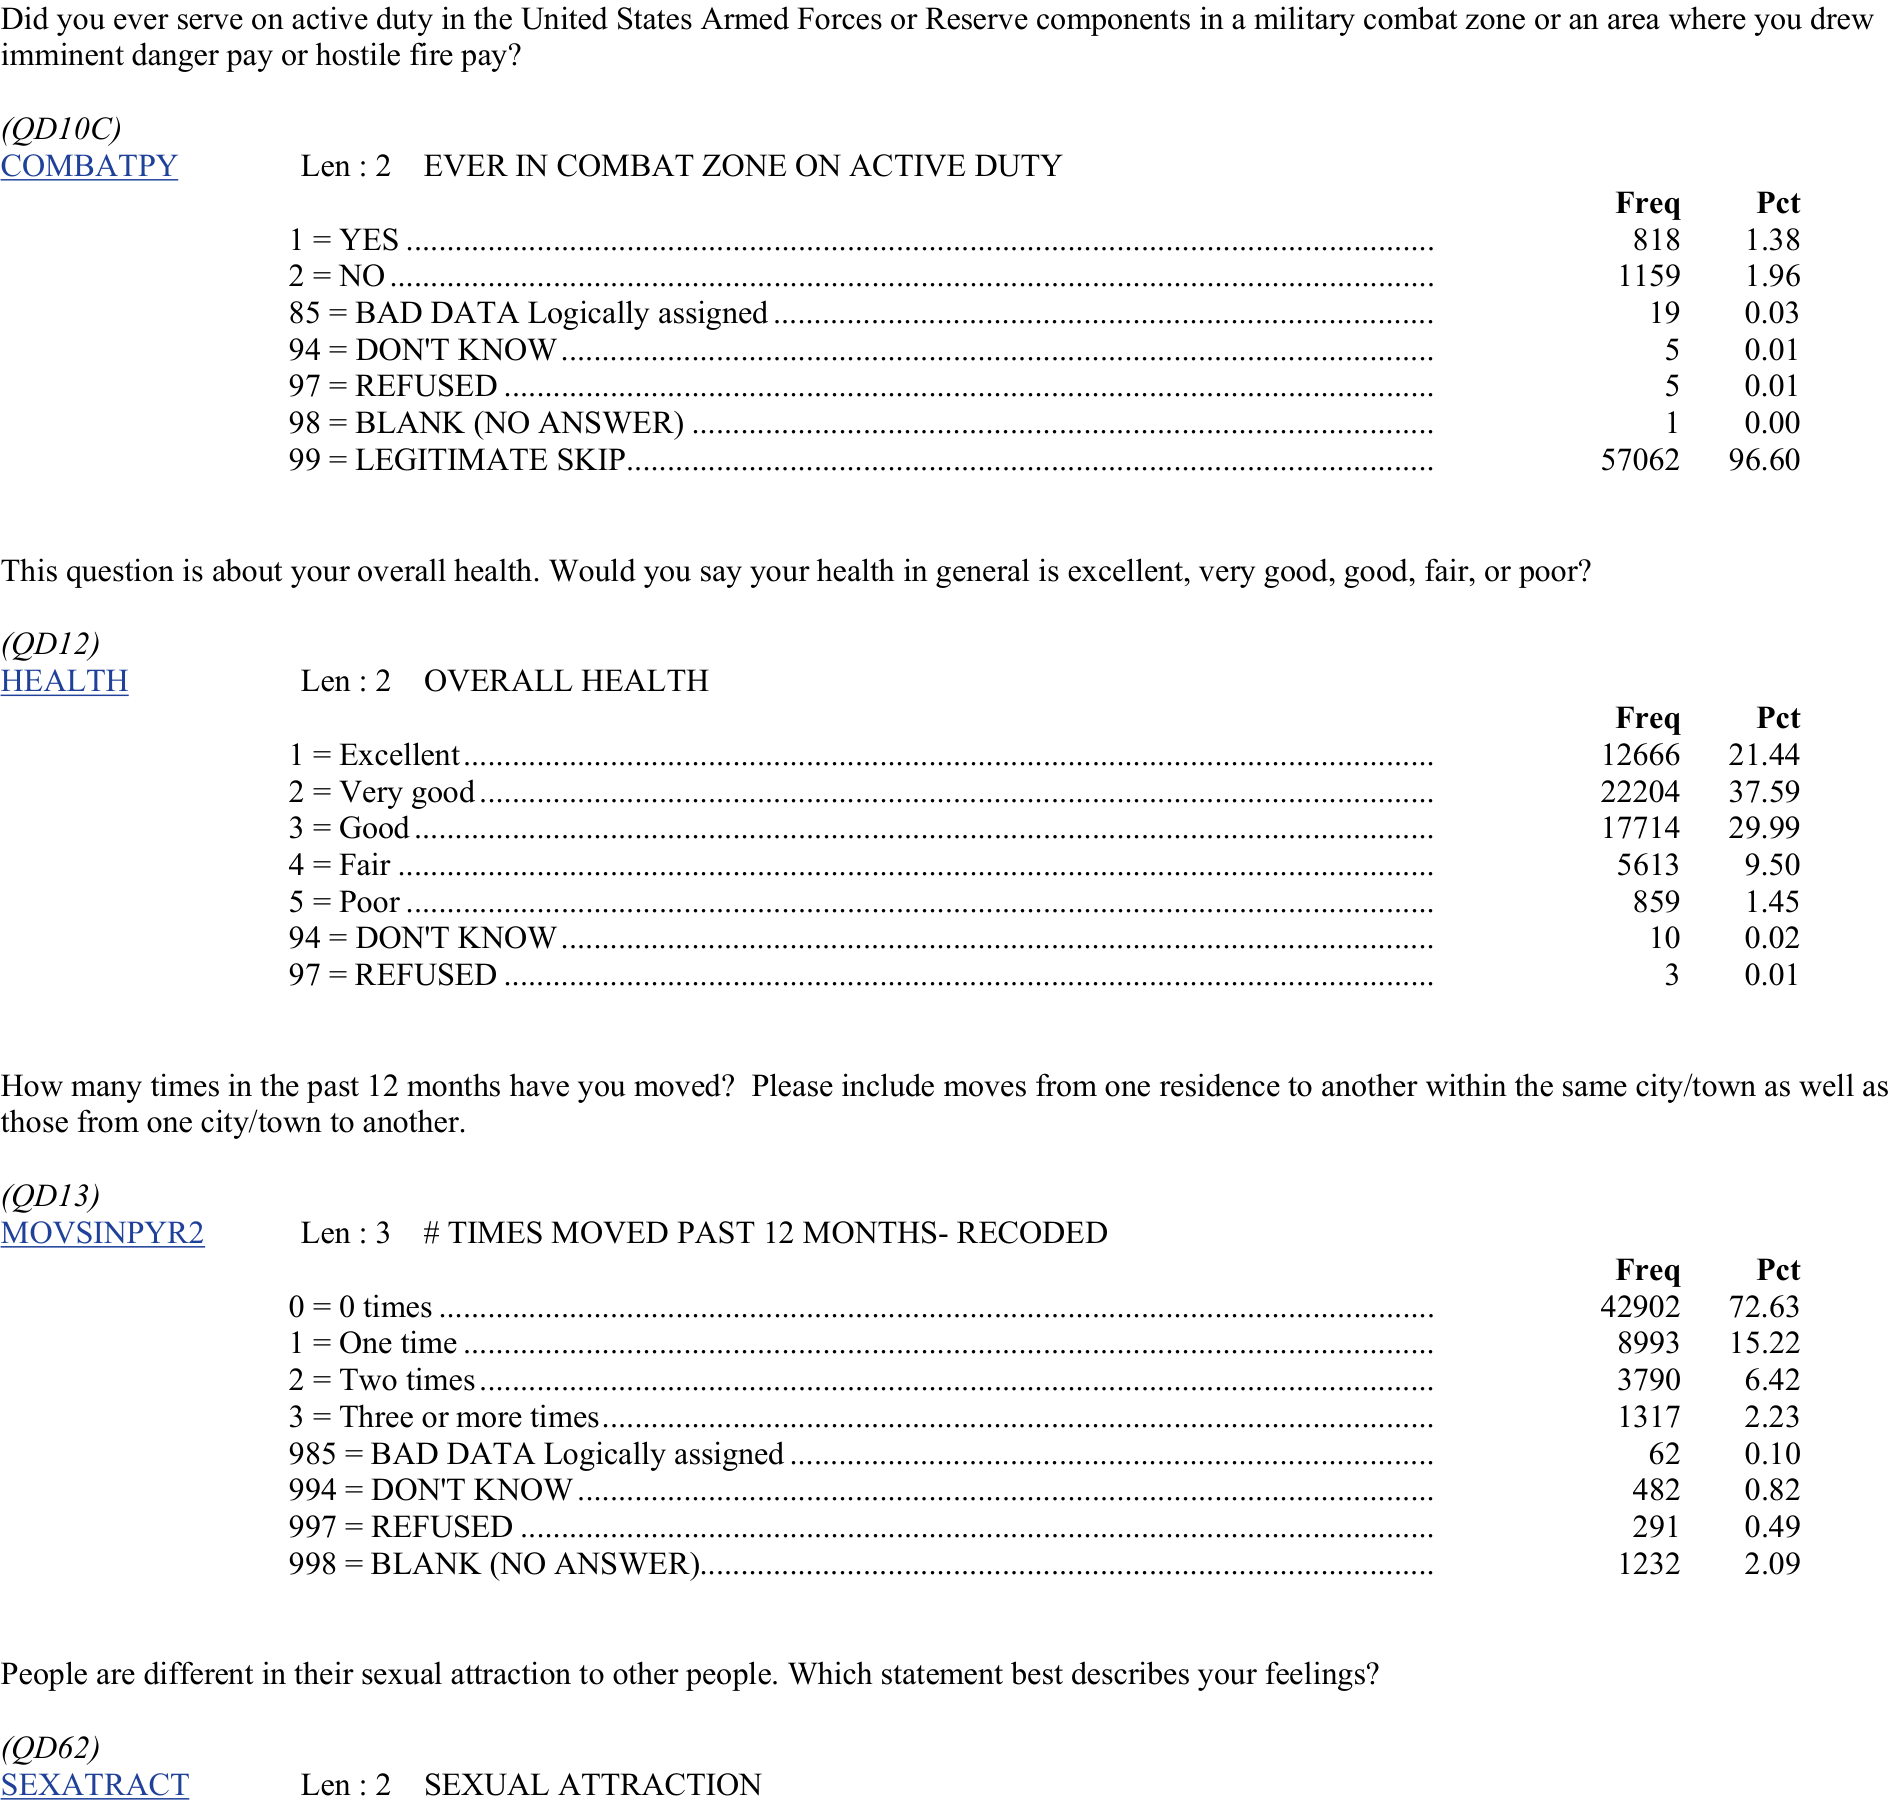 Did you ever serve on active duty in the United States Armed Forces or Reserve components in a military combat zone or an area where you drew
imminent danger pay or hostile fire pay?
(QD10C)
COMBATPY Len : 2 EVER IN COMBAT ZONE ON ACTIVE DUTY
Freq Pct
1 = YES ........ 818 1.38
2 = NO ........ 1159 1.96
85 = BAD DATA Logically assigned ........ 19 0.03
94 = DON'T KNOW ........ 5 0.01
97 = REFUSED ........ 5 0.01
98 = BLANK (NO ANSWER) ........ 1 0.00
99 = LEGITIMATE SKIP ........ 57062 96.60
This question is about your overall health. Would you say your health in general is excellent, very good, good, fair, or poor?
(QD12)
HEALTH Len : 2 OVERALL HEALTH
Freq Pct
1 = Excellent ........ 12666 21.44
2 = Very good ........ 22204 37.59
3 = Good ........ 17714 29.99
4 = Fair ........ 5613 9.50
5 = Poor ........ 859 1.45
94 = DON'T KNOW ........ 10 0.02
97 = REFUSED ........ 3 0.01
How many times in the past 12 months have you moved?  Please include moves from one residence to another within the same city/town as well as
those from one city/town to another.
(QD13)
MOVSINPYR2 Len : 3 # TIMES MOVED PAST 12 MONTHS- RECODED
Freq Pct
0 = 0 times ........ 42902 72.63
1 = One time ........ 8993 15.22
2 = Two times ........ 3790 6.42
3 = Three or more times ........ 1317 2.23
985 = BAD DATA Logically assigned ........ 62 0.10
994 = DON'T KNOW ........ 482 0.82
997 = REFUSED ........ 291 0.49
998 = BLANK (NO ANSWER) ........ 1232 2.09
People are different in their sexual attraction to other people. Which statement best describes your feelings?
(QD62)
SEXATRACT Len : 2 SEXUAL ATTRACTION